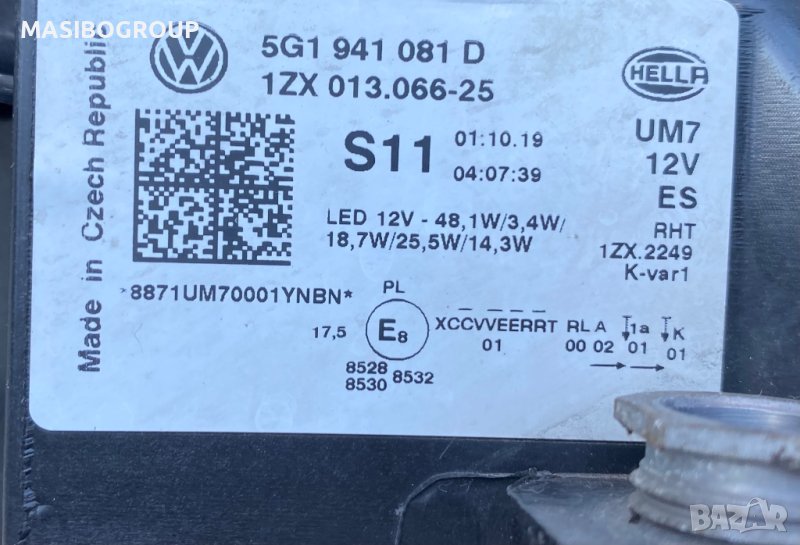 MASIBOGROUP
Made in Czech Republic
5G1 941 081 D
1ZX 013.066-25
HELLA
S11
01:10.19
04:07:39
UM7
12V
ES
LED 12V - 48,1W/3,4W/
18,7W/25,5W/14,3W
RHT
1ZX.2249
K-var1
*8871UM70001YNBN*
PL
17,5
E8
XCCVVEERRT RL A 1a K
01 00 02 01 01
8528
8530
8532
BAZAR